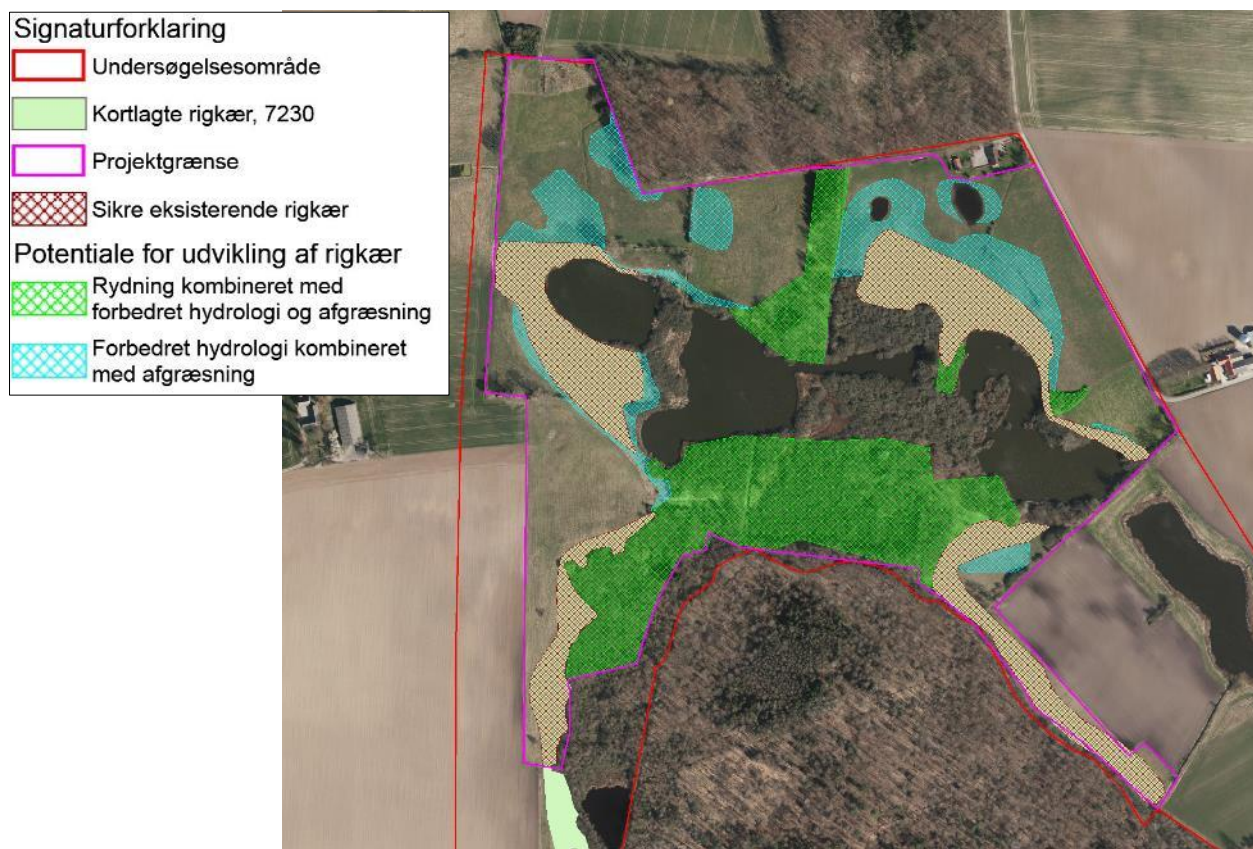 Signaturforklaring
Undersøgelsesområde
Kortlagte rigkær, 7230
Projektgrænse
Sikre eksisterende rigkær
Potentiale for udvikling af rigkær
Rydning kombineret med
forbedret hydrologi og afgræsning
Forbedret hydrologi kombineret
med afgræsning